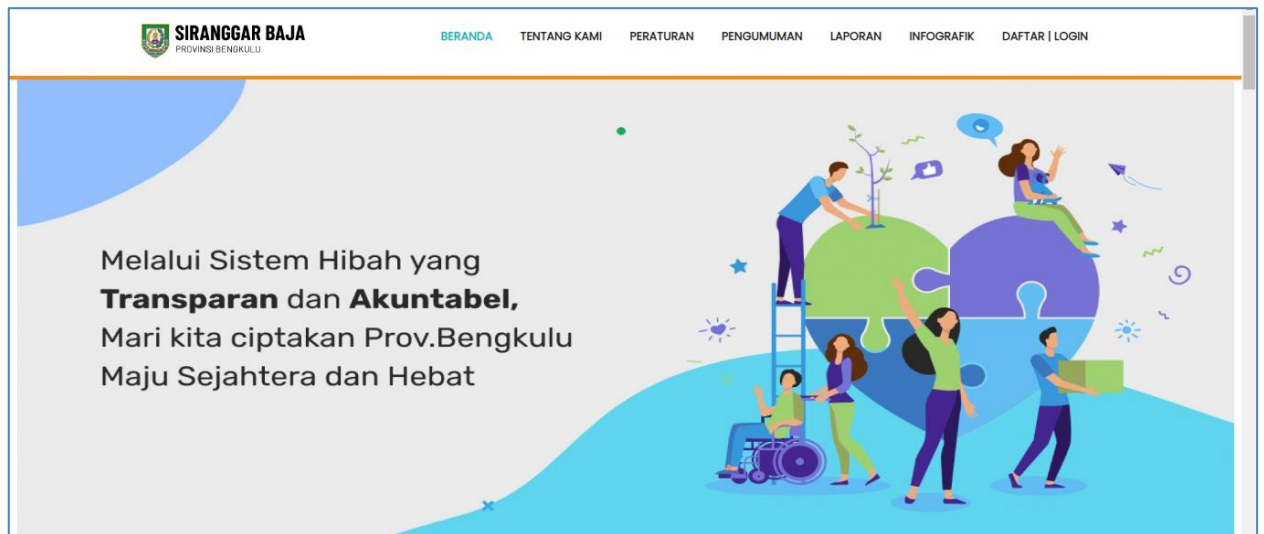 SIRANGGAR BAJA
PROVINSI BENGKULU
BERANDA TENTANG KAMI PERATURAN PENGUMUMAN LAPORAN INFOGRAFIK DAFTAR | LOGIN
Melalui Sistem Hibah yang
Transparan dan Akuntabel,
Mari kita ciptakan Prov.Bengkulu
Maju Sejahtera dan Hebat